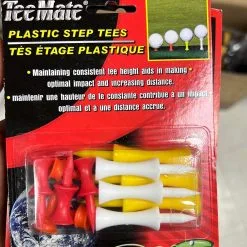 TeeMate®
PLASTIC STEP TEES
TÉS ÉTAGE PLASTIQUE
• Maintaining consistent tee height aids in making
optimal impact and increasing distance.
• maintenir une hauteur de té constante contribue à un impact
optimal et a une distance accrue.